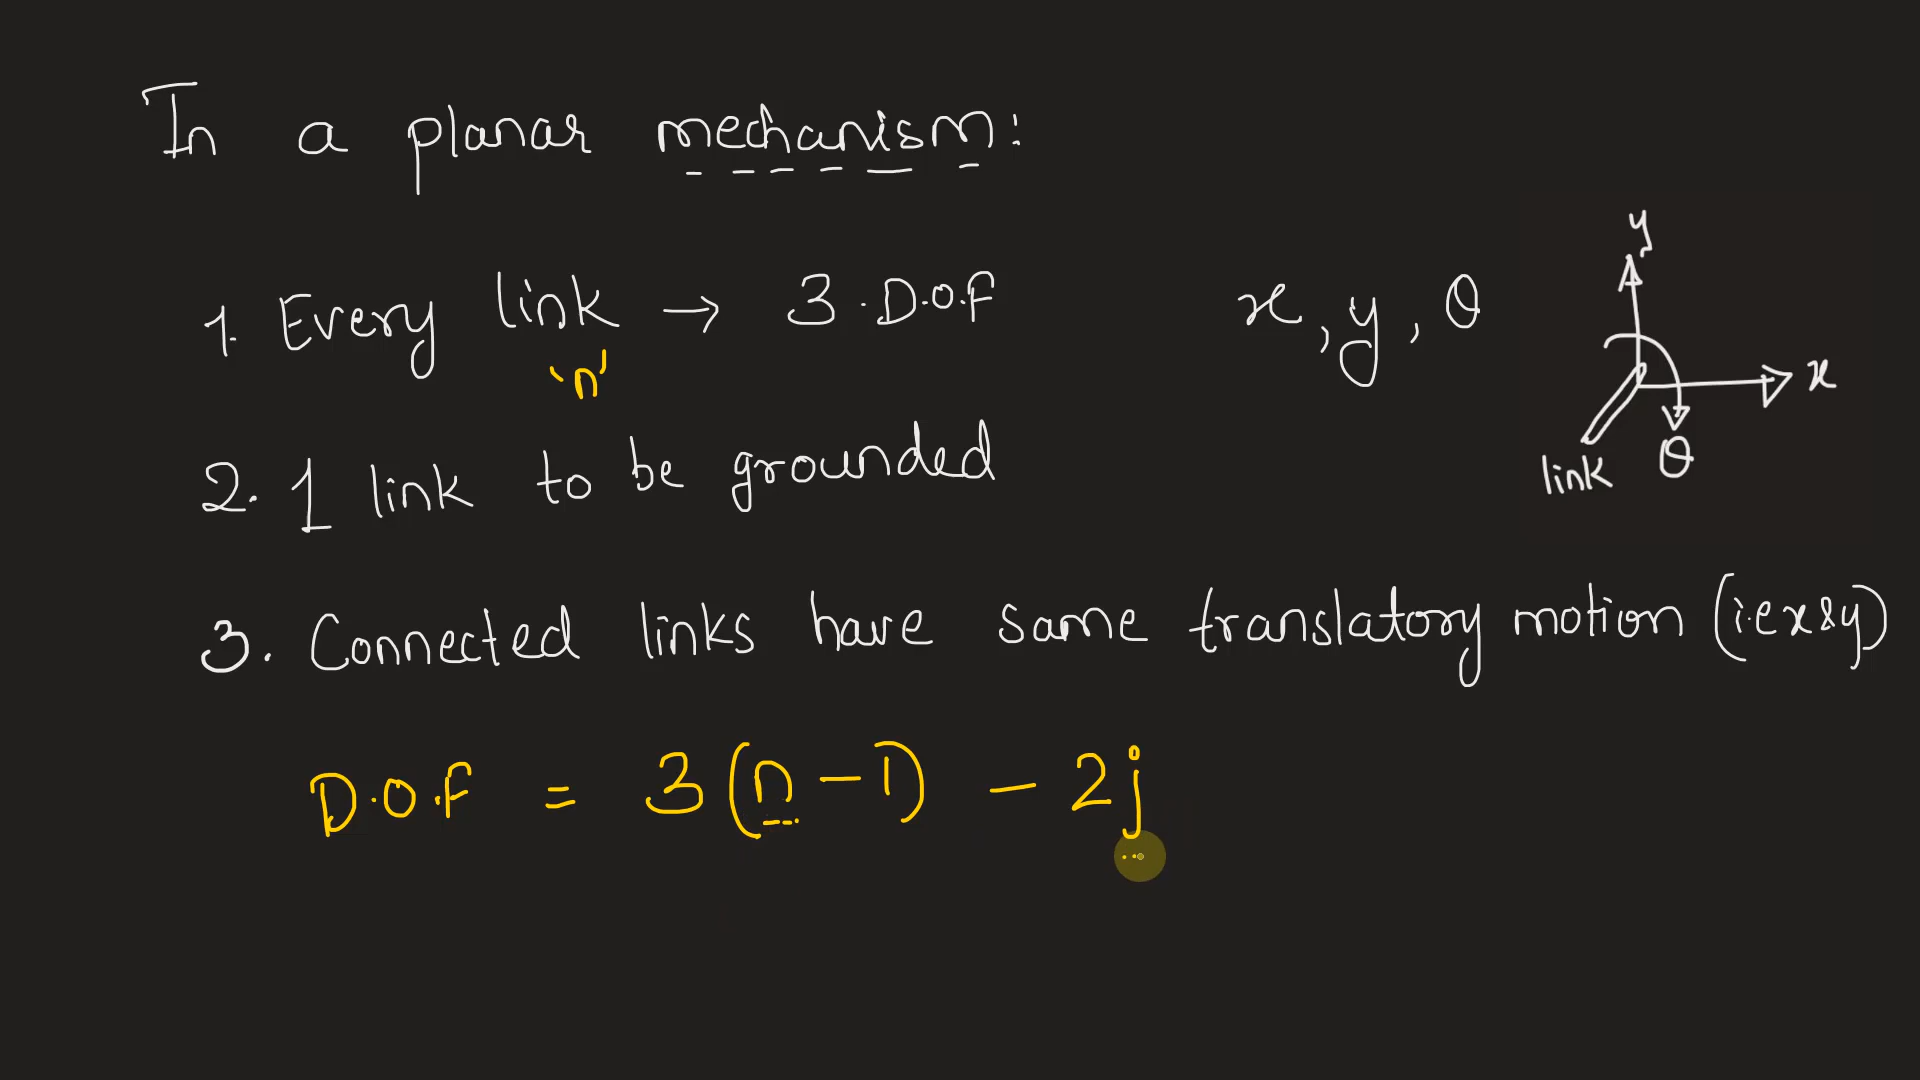 In a planar mechanism:
y
1. Every link → 3 D.O.F x, y, θ
x
'n'
2. 1 link to be grounded
link θ
3. Connected links have same translatory motion (i.e x & y)
D.O.F = 3(n-1) - 2j